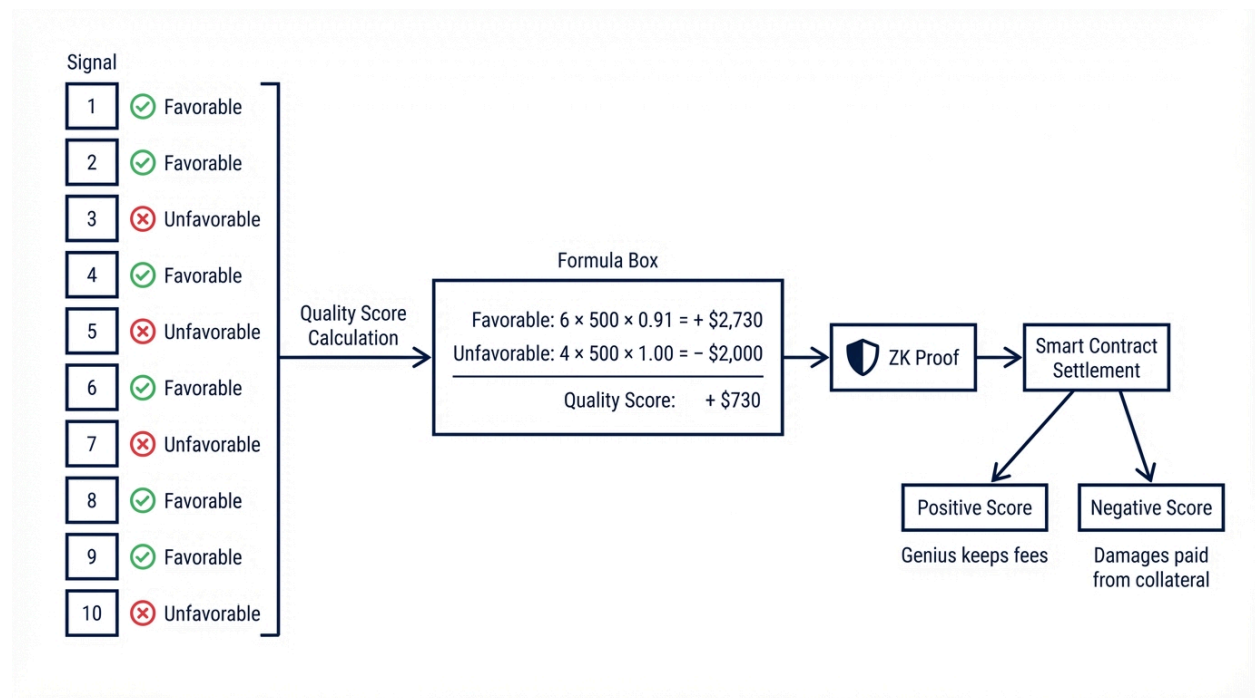 Signal
1 Favorable
2 Favorable
3 Unfavorable
4 Favorable
5 Unfavorable
6 Favorable
7 Unfavorable
8 Favorable
9 Favorable
10 Unfavorable
Quality Score
Calculation
Formula Box
Favorable: 6 × 500 × 0.91 = + $2,730
Unfavorable: 4 × 500 × 1.00 = − $2,000
Quality Score: + $730
ZK Proof
Smart Contract
Settlement
Positive Score
Genius keeps fees
Negative Score
Damages paid
from collateral